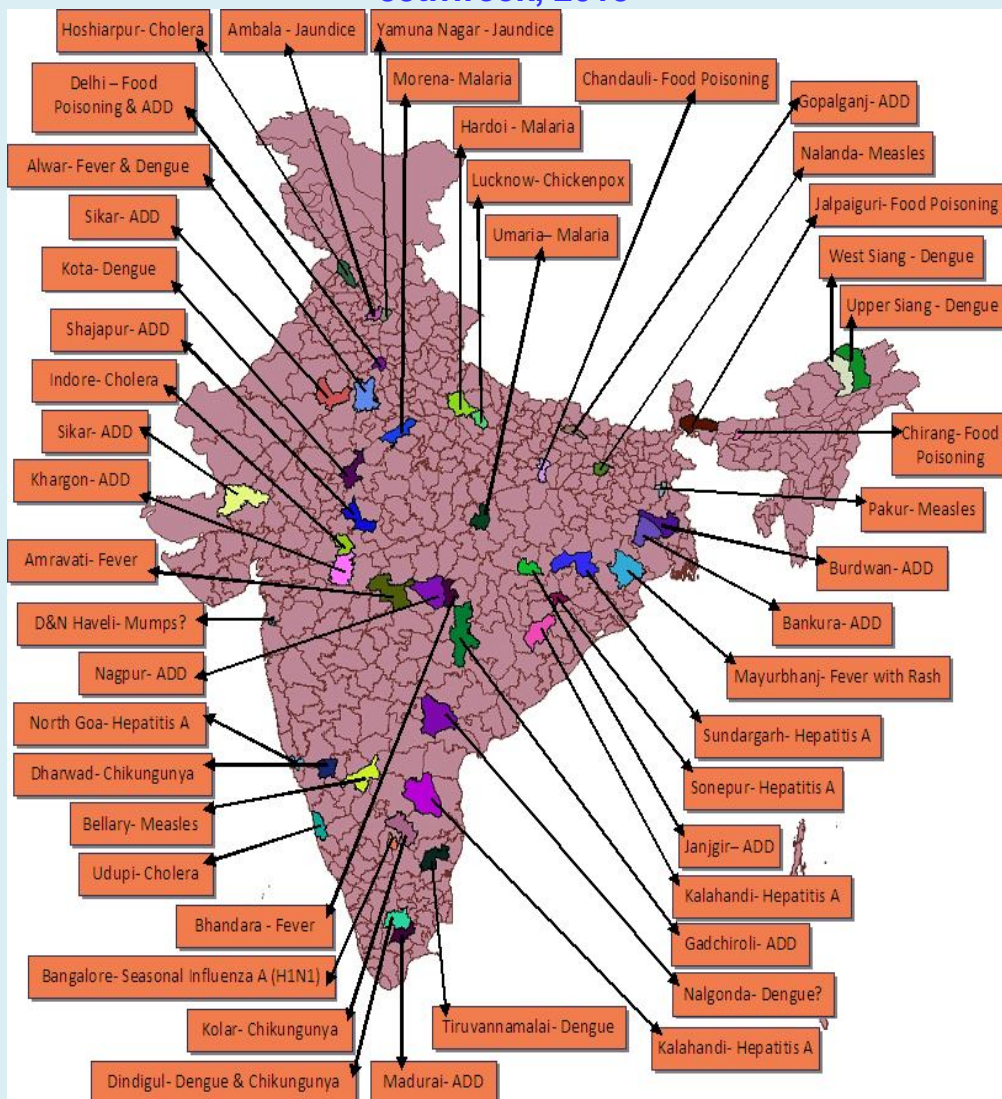 Hoshiarpur- Cholera
Ambala - Jaundice
Yamuna Nagar - Jaundice
Delhi – Food
Poisoning & ADD
Morena- Malaria
Chandauli- Food Poisoning
Gopalganj- ADD
Hardoi - Malaria
Nalanda- Measles
Alwar- Fever & Dengue
Lucknow- Chickenpox
Jalpaiguri- Food Poisoning
Sikar- ADD
Umaria– Malaria
West Siang - Dengue
Kota- Dengue
Upper Siang - Dengue
Shajapur- ADD
Indore- Cholera
Sikar- ADD
Chirang- Food
Poisoning
Khargon- ADD
Pakur- Measles
Amravati- Fever
Burdwan- ADD
D&N Haveli- Mumps?
Bankura- ADD
Nagpur- ADD
Mayurbhanj- Fever with Rash
North Goa- Hepatitis A
Sundargarh- Hepatitis A
Dharwad- Chikungunya
Sonepur- Hepatitis A
Bellary- Measles
Janjgir– ADD
Udupi- Cholera
Kalahandi- Hepatitis A
Bhandara - Fever
Gadchiroli- ADD
Bangalore- Seasonal Influenza A (H1N1)
Nalgonda- Dengue?
Kolar- Chikungunya
Tiruvannamalai- Dengue
Kalahandi- Hepatitis A
Dindigul- Dengue & Chikungunya
Madurai- ADD